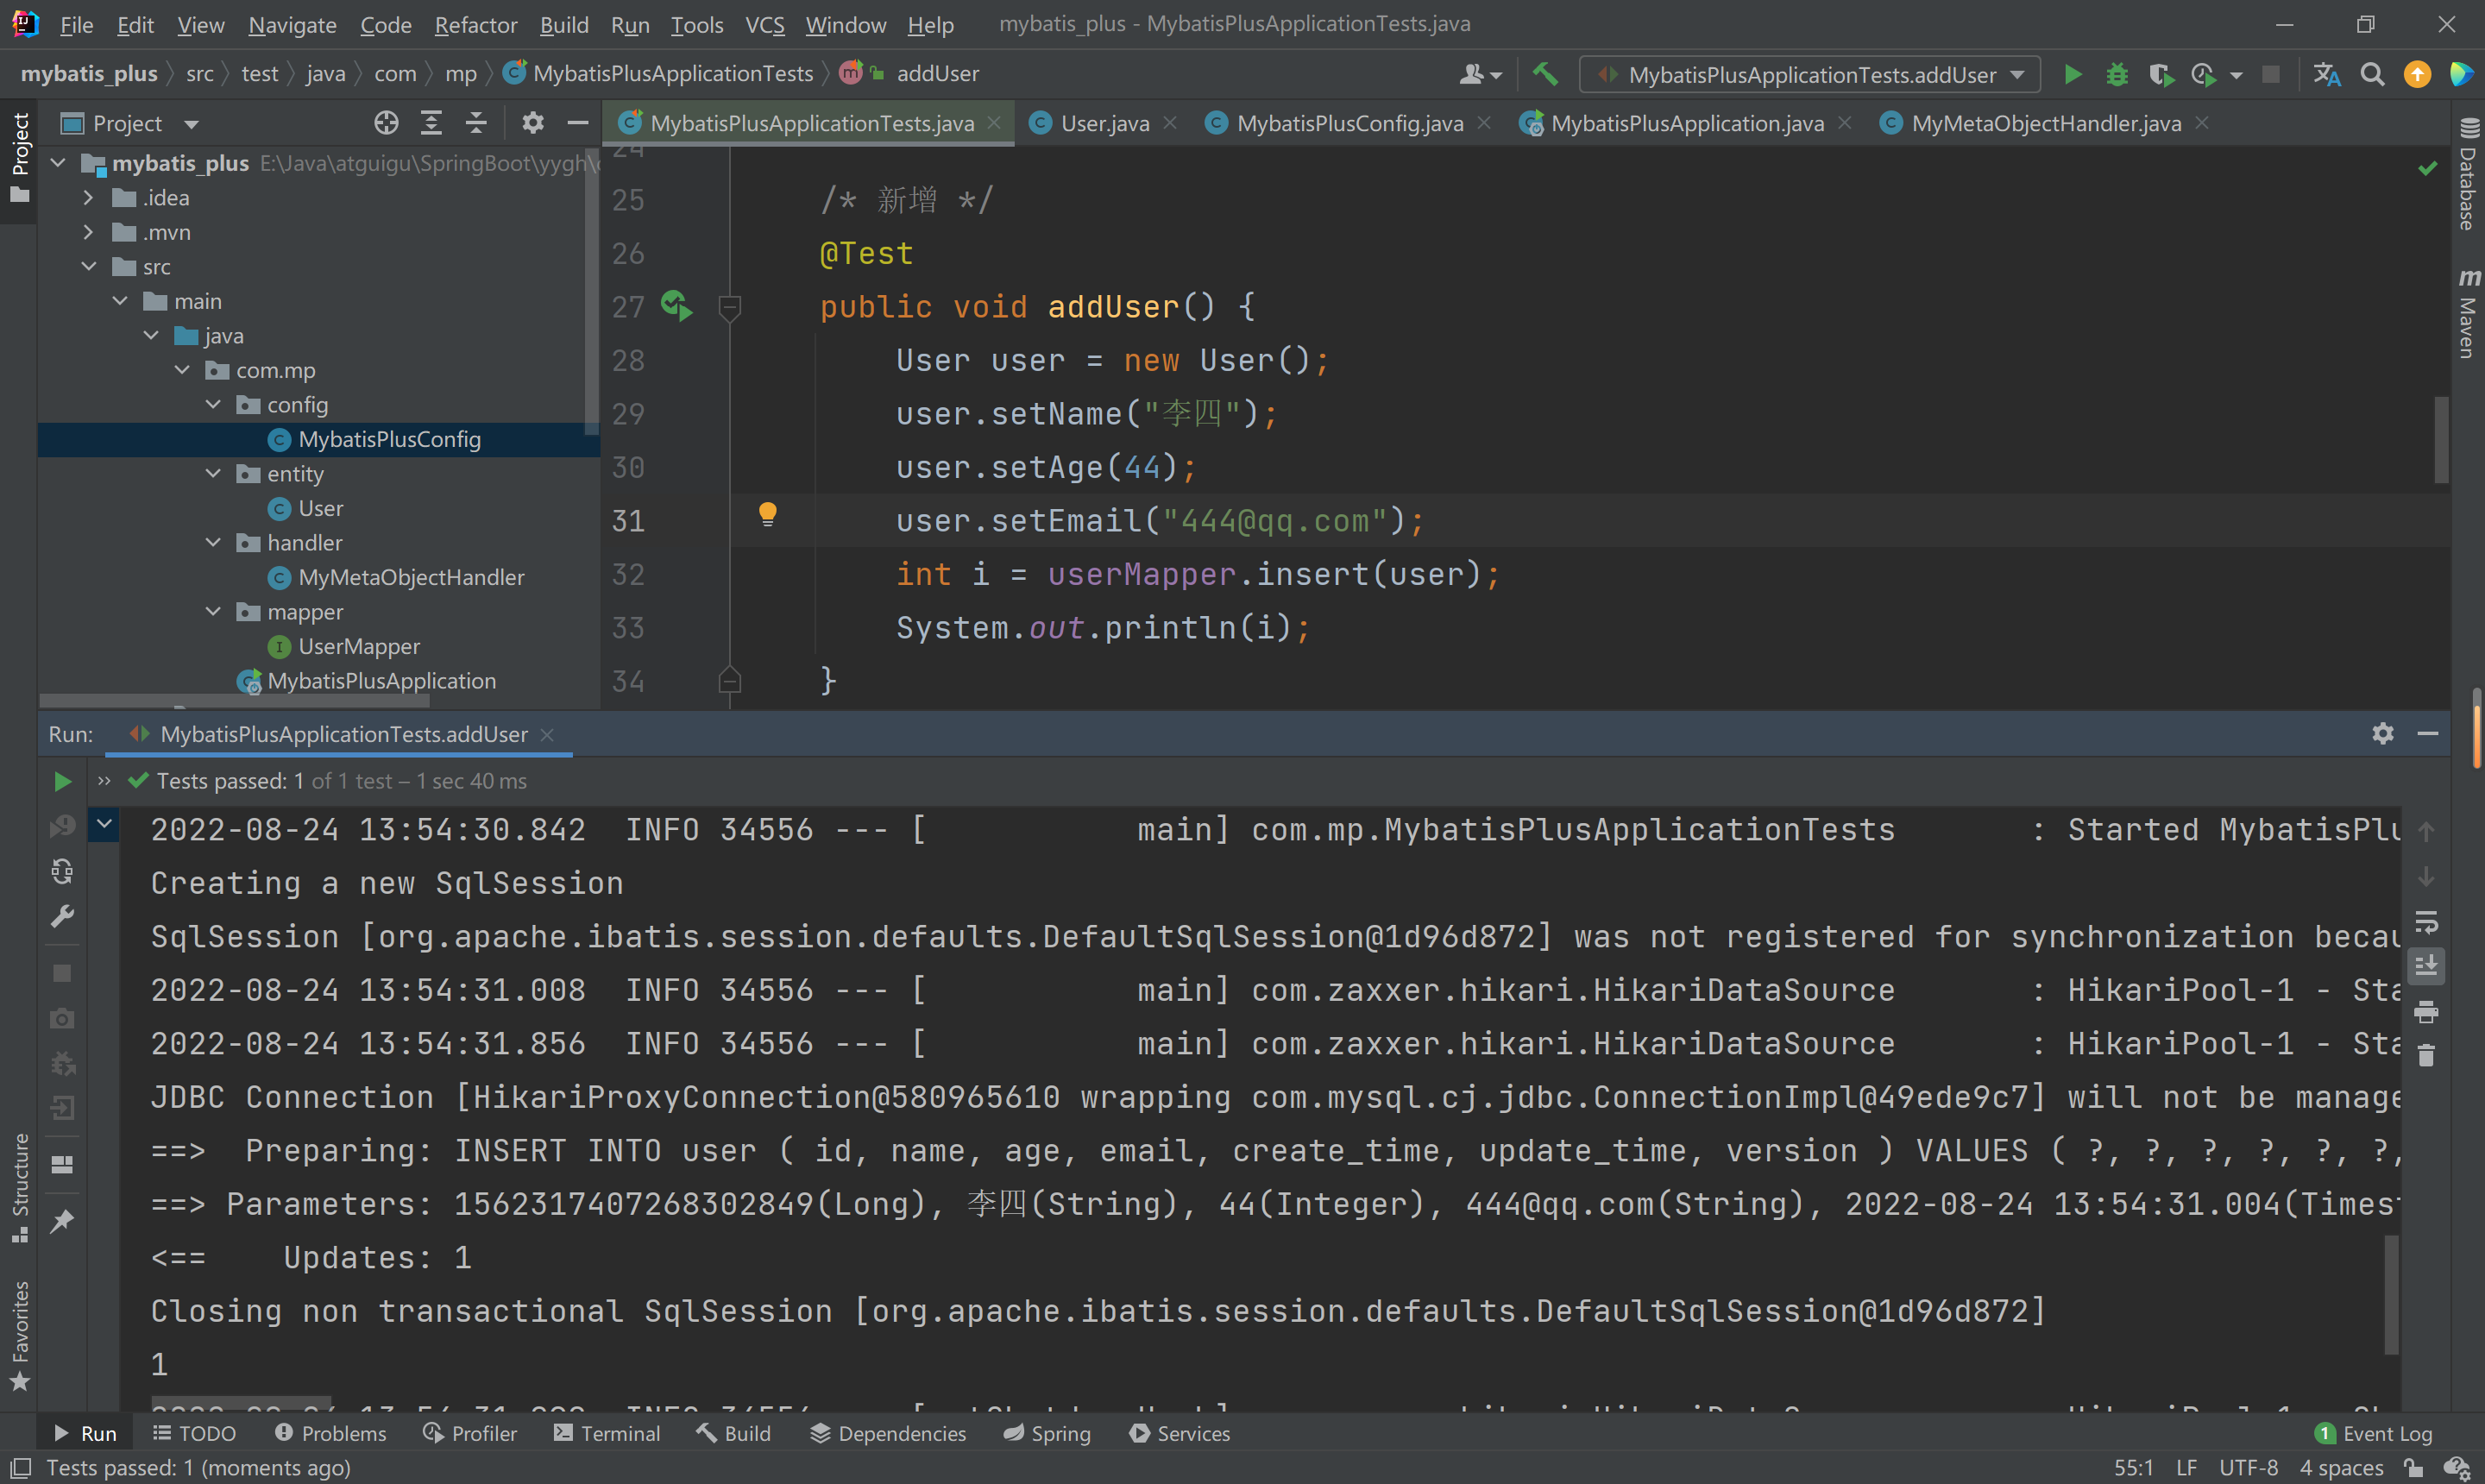 File Edit View Navigate Code Refactor Build Run Tools VCS Window Help mybatis_plus - MybatisPlusApplicationTests.java
mybatis_plus src test java com mp MybatisPlusApplicationTests addUser MybatisPlusApplicationTests.addUser
Project
Project
MybatisPlusApplicationTests.java User.java MybatisPlusConfig.java MybatisPlusApplication.java MyMetaObjectHandler.java
mybatis_plus E:\Java\atguigu\SpringBoot\yygh\
.idea
.mvn
src
main
java
com.mp
config
MybatisPlusConfig
entity
User
handler
MyMetaObjectHandler
mapper
UserMapper
MybatisPlusApplication
24
25 /* 新增 */
26 @Test
27 public void addUser() {
28 User user = new User();
29 user.setName("李四");
30 user.setAge(44);
31 user.setEmail("444@qq.com");
32 int i = userMapper.insert(user);
33 System.out.println(i);
34 }
Database
Maven
Run: MybatisPlusApplicationTests.addUser
Tests passed: 1 of 1 test – 1 sec 40 ms
2022-08-24 13:54:30.842  INFO 34556 --- [           main] com.mp.MybatisPlusApplicationTests       : Started MybatisPlu
Creating a new SqlSession
SqlSession [org.apache.ibatis.session.defaults.DefaultSqlSession@1d96d872] was not registered for synchronization becau
2022-08-24 13:54:31.008  INFO 34556 --- [           main] com.zaxxer.hikari.HikariDataSource       : HikariPool-1 - Sta
2022-08-24 13:54:31.856  INFO 34556 --- [           main] com.zaxxer.hikari.HikariDataSource       : HikariPool-1 - Sta
JDBC Connection [HikariProxyConnection@580965610 wrapping com.mysql.cj.jdbc.ConnectionImpl@49ede9c7] will not be manage
==>  Preparing: INSERT INTO user ( id, name, age, email, create_time, update_time, version ) VALUES ( ?, ?, ?, ?, ?, ?,
==> Parameters: 1562317407268302849(Long), 李四(String), 44(Integer), 444@qq.com(String), 2022-08-24 13:54:31.004(Times
<==    Updates: 1
Closing non transactional SqlSession [org.apache.ibatis.session.defaults.DefaultSqlSession@1d96d872]
1
Structure
Favorites
Run TODO Problems Profiler Terminal Build Dependencies Spring Services 1 Event Log
Tests passed: 1 (moments ago) 55:1 LF UTF-8 4 spaces